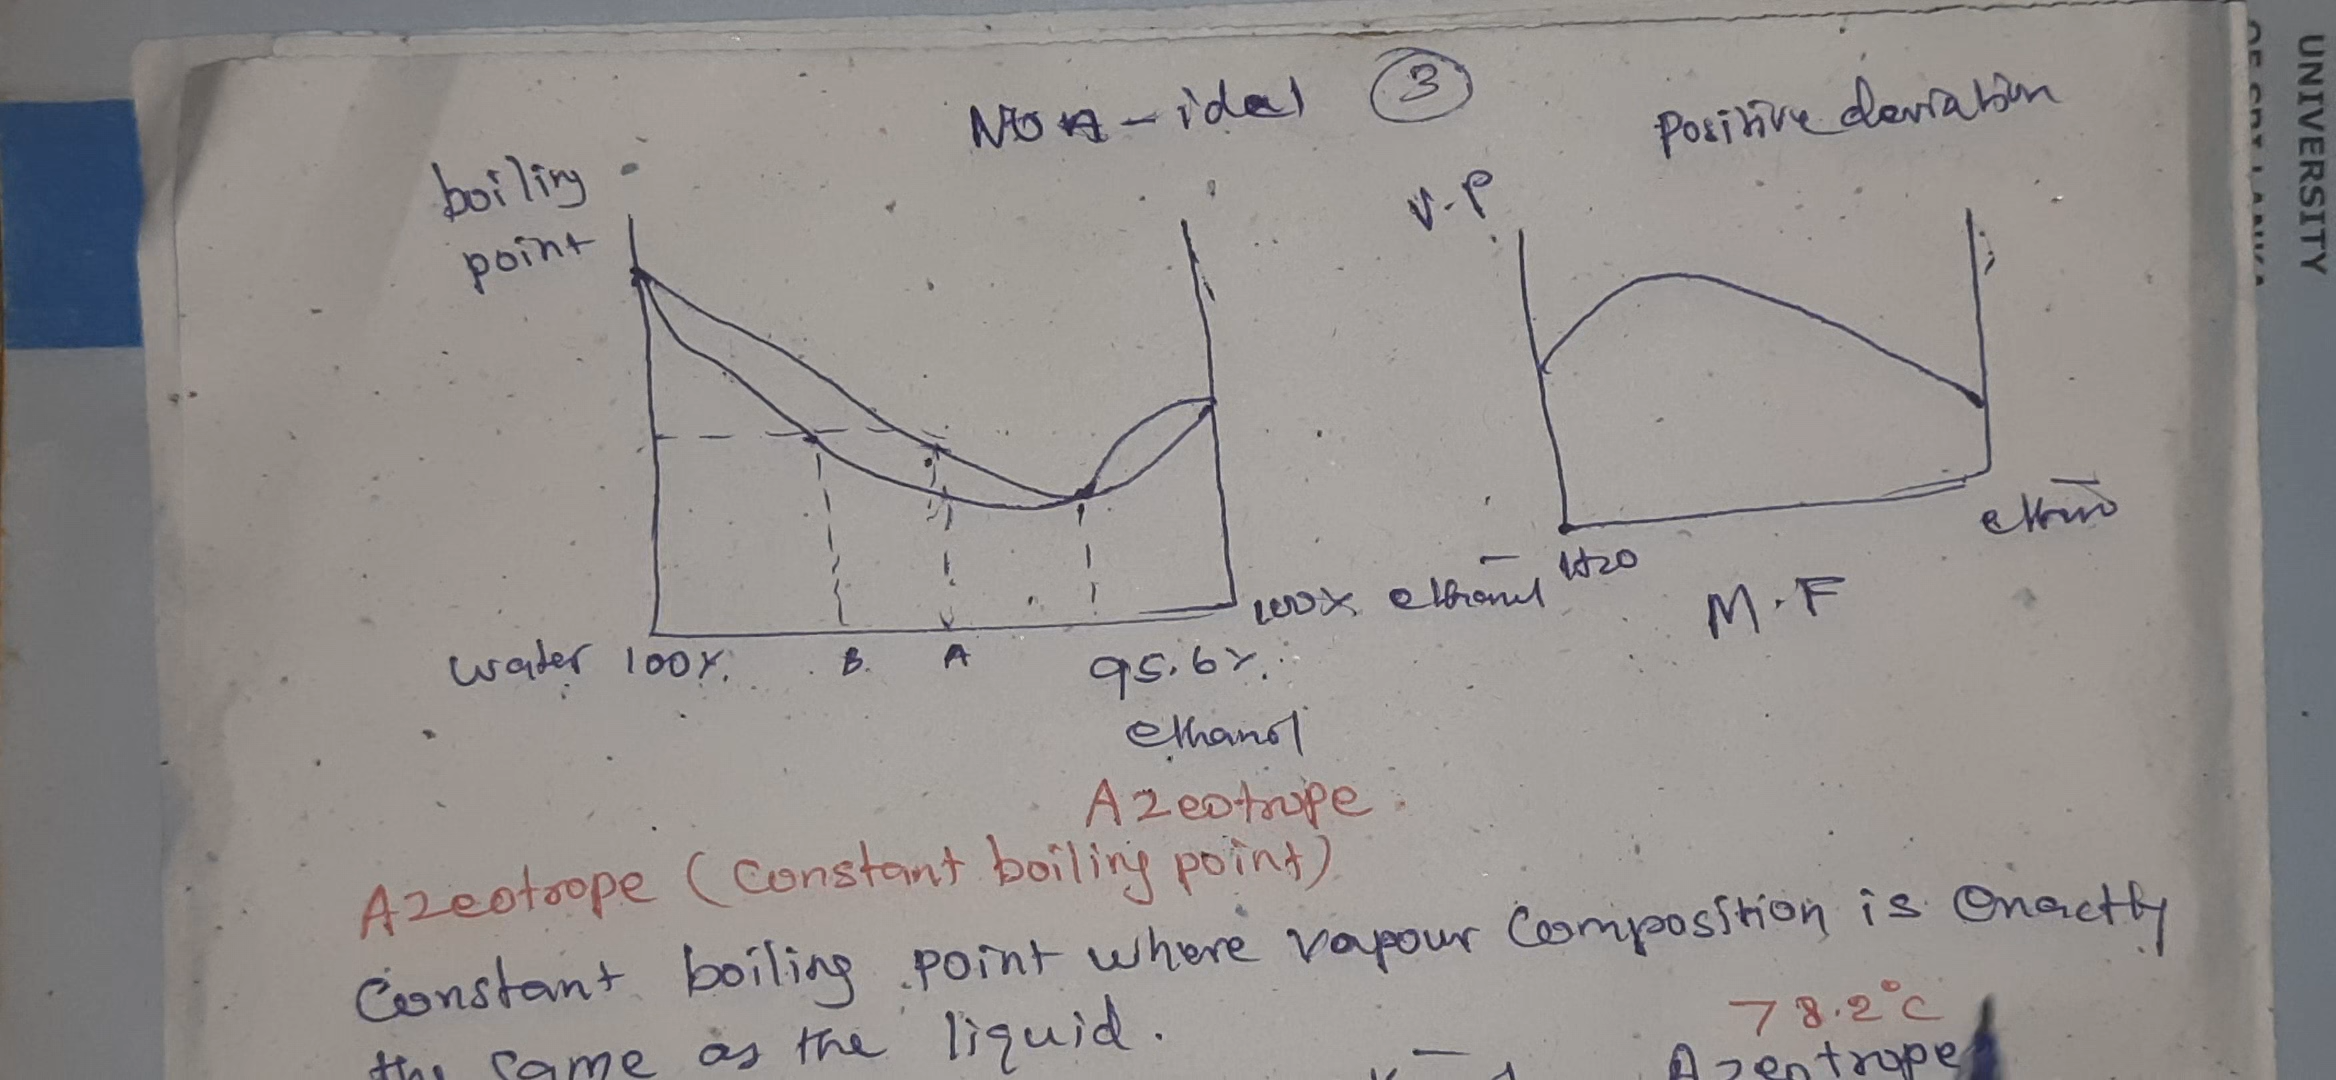 Non-ideal ③
Positive deviation
boiling
point
V.P
100% ethanol
H2O
M.F
water 100%. B. A 95.6%.
ethanol
Azeotrope
Azeotrope (Constant boiling point)
Constant boiling point where vapour composition is exactly
the same as the liquid.
78.2°C
Azeotrope
UNIVERSITY